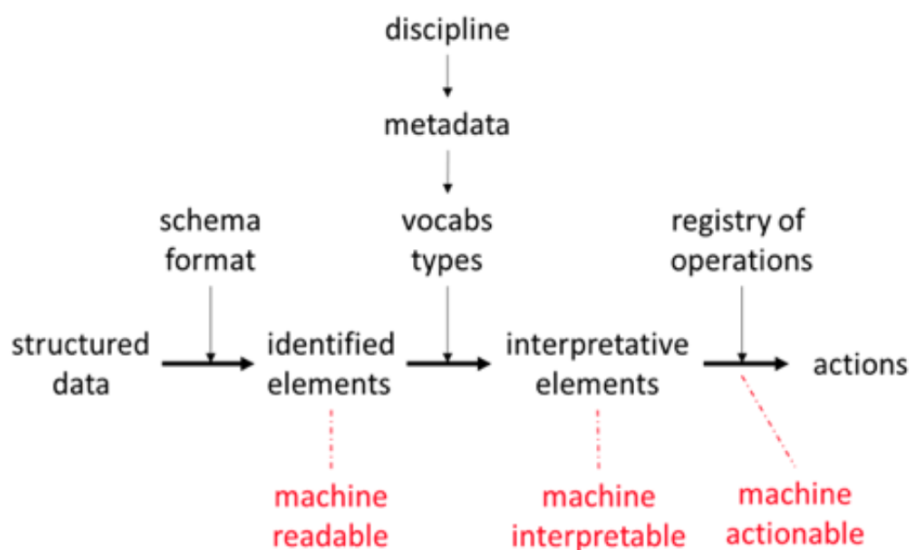 discipline
metadata
schema
format
vocabs
types
registry of
operations
structured
data
identified
elements
interpretative
elements
actions
machine
readable
machine
interpretable
machine
actionable